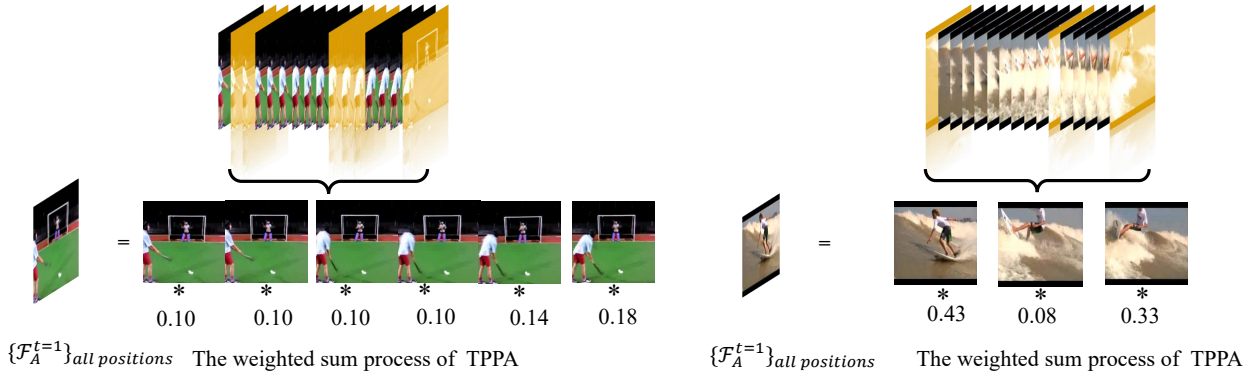 = * * * * * *
0.10 0.10 0.10 0.10 0.14 0.18
{ℱ_A^{t=1}}_{all positions} The weighted sum process of TPPA
= * * *
0.43 0.08 0.33
{ℱ_A^{t=1}}_{all positions} The weighted sum process of TPPA